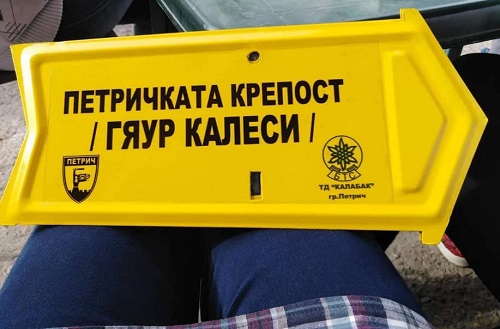 ПЕТРИЧКАТА КРЕПОСТ
/ ГЯУР КАЛЕСИ /
ПЕТРИЧ
БТС
ТД "КАЛАБАК"
гр.Петрич